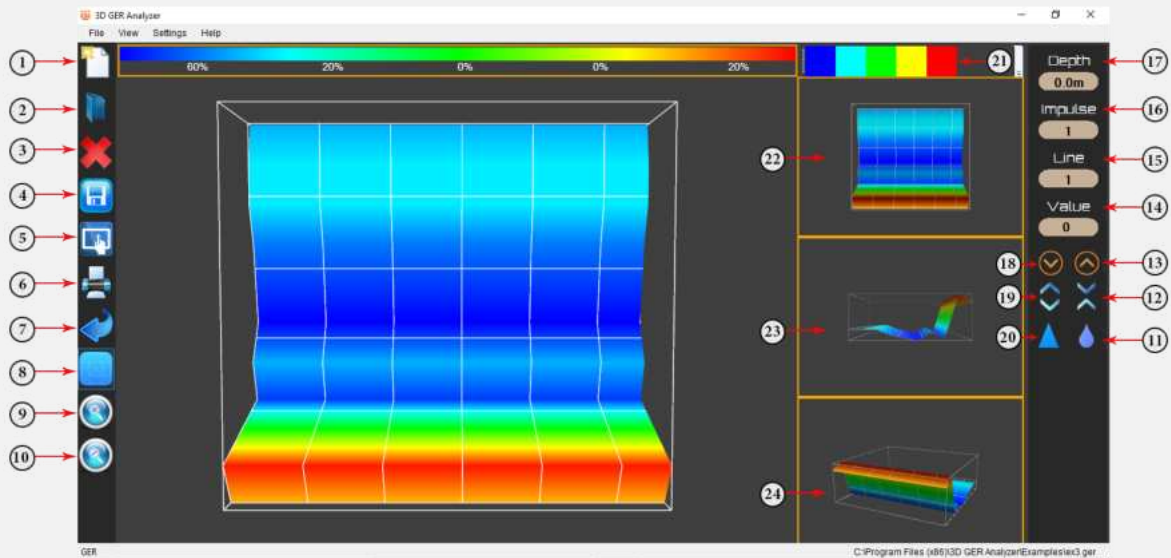 3D GER Analyzer
File View Settings Help
60% 20% 0% 0% 20%
1
2
3
4
5
6
7
8
9
10
21
22
23
24
Depth
0.0m
17
Impulse
1
16
Line
1
15
Value
0
14
18
13
19
12
20
11
GER
C:\Program Files (x86)\3D GER Analyzer\Examples\ex3.ger